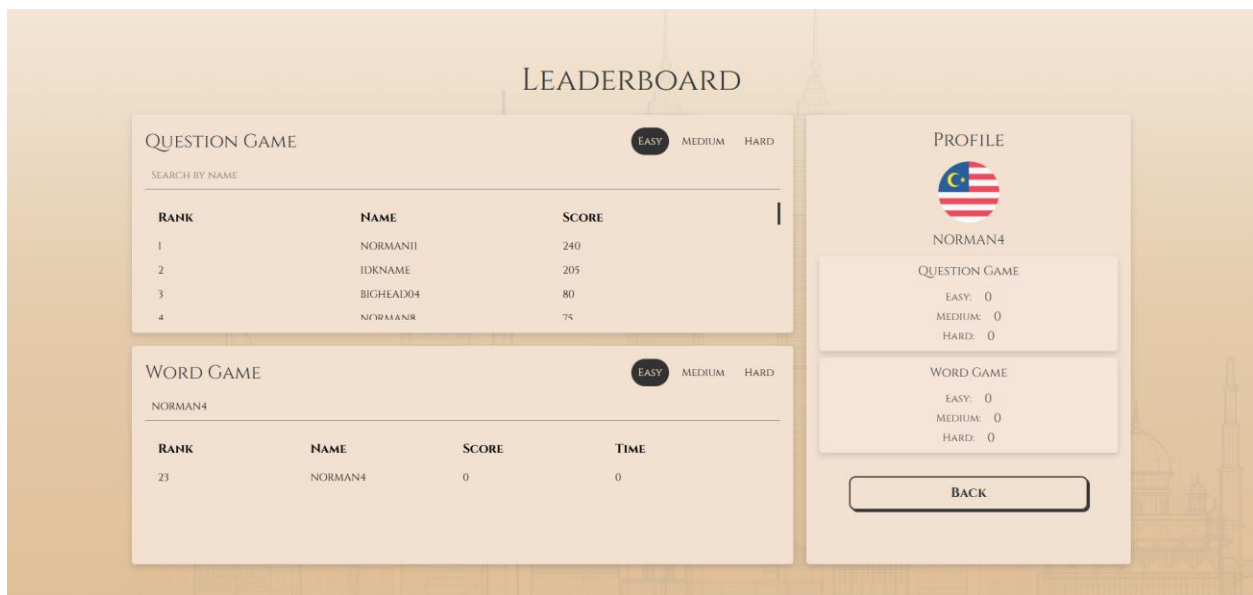 Leaderboard
Question Game
Easy Medium Hard
Search by name
Rank Name Score
1 NORMAN11 240
2 IDKNAME 205
3 BIGHEAD04 80
4 NORMAN8 75
Word Game
Easy Medium Hard
NORMAN4
Rank Name Score Time
23 NORMAN4 0 0
Profile
NORMAN4
Question Game
Easy: 0
Medium: 0
Hard: 0
Word Game
Easy: 0
Medium: 0
Hard: 0
Back